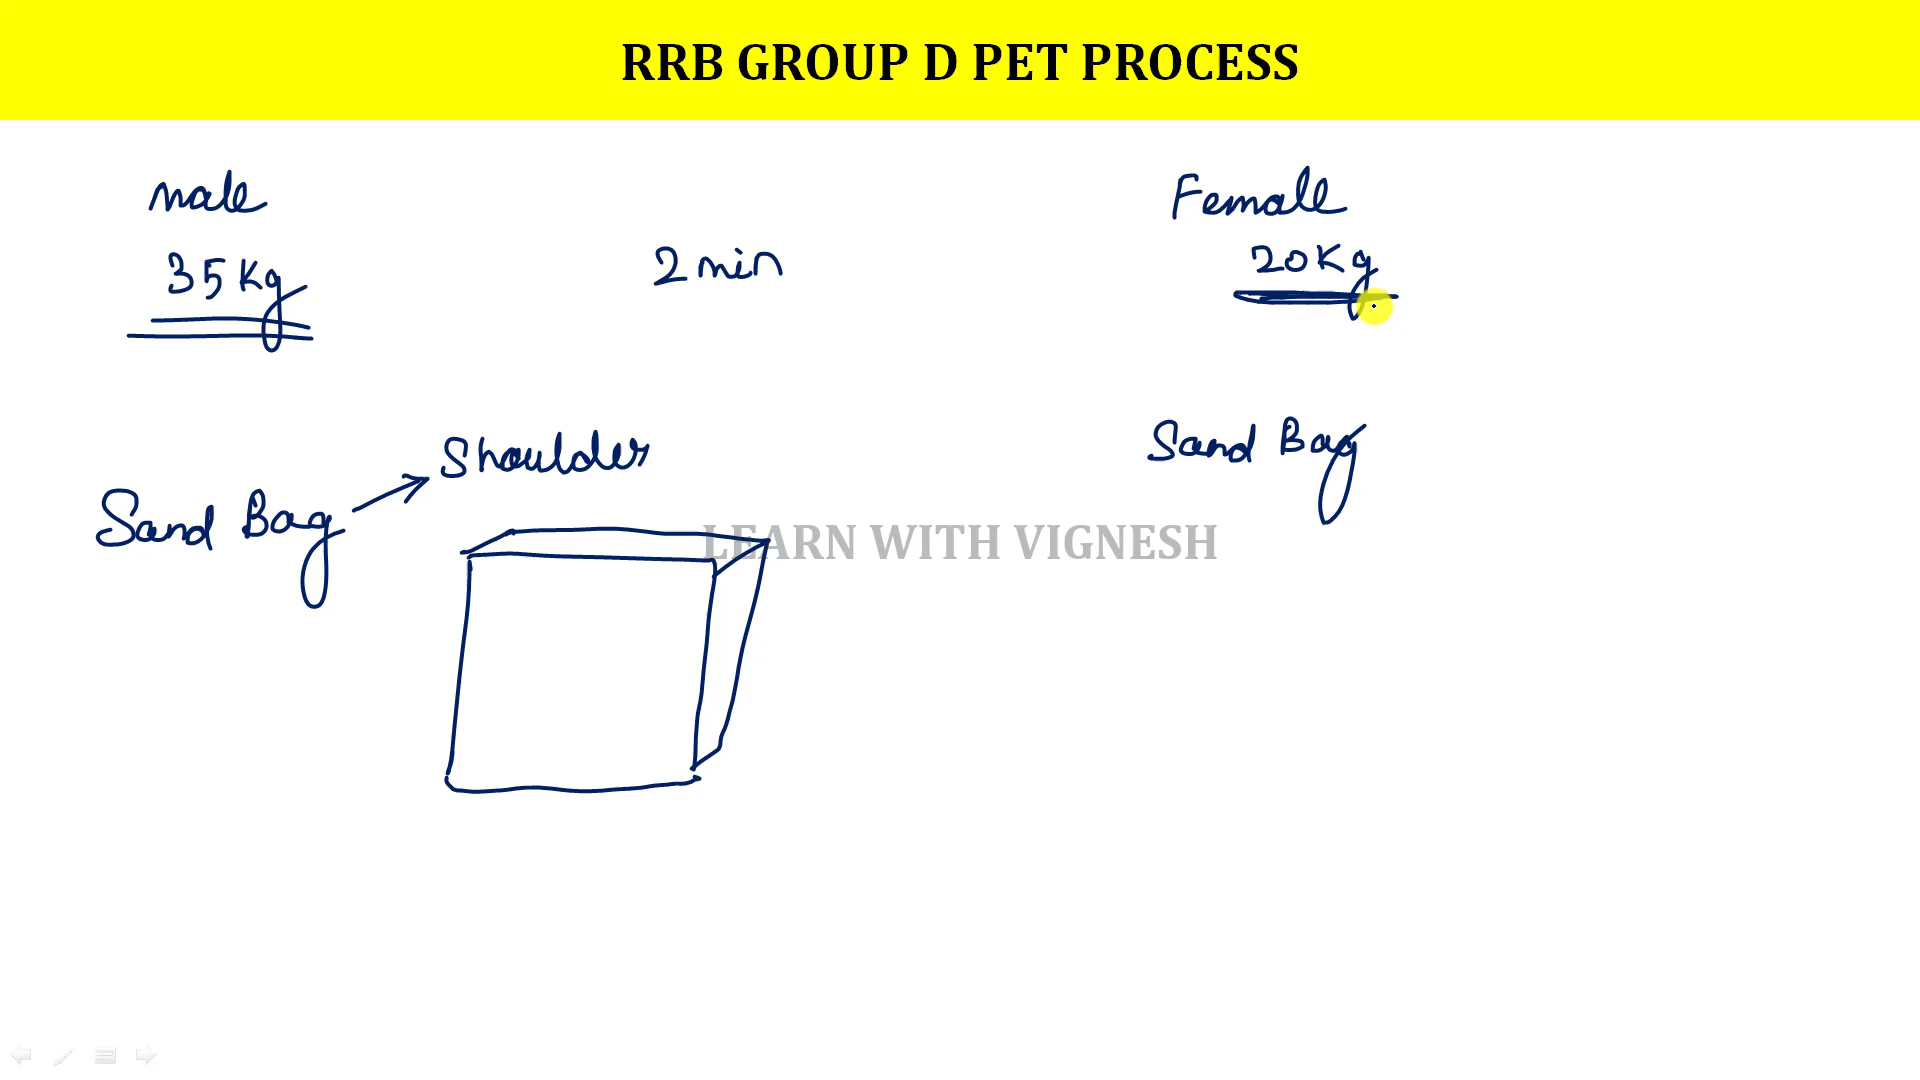 RRB GROUP D PET PROCESS
male
35 Kg
2 min
Female
20 Kg
Shoulder
Sand Bag
Sand Bag
LEARN WITH VIGNESH